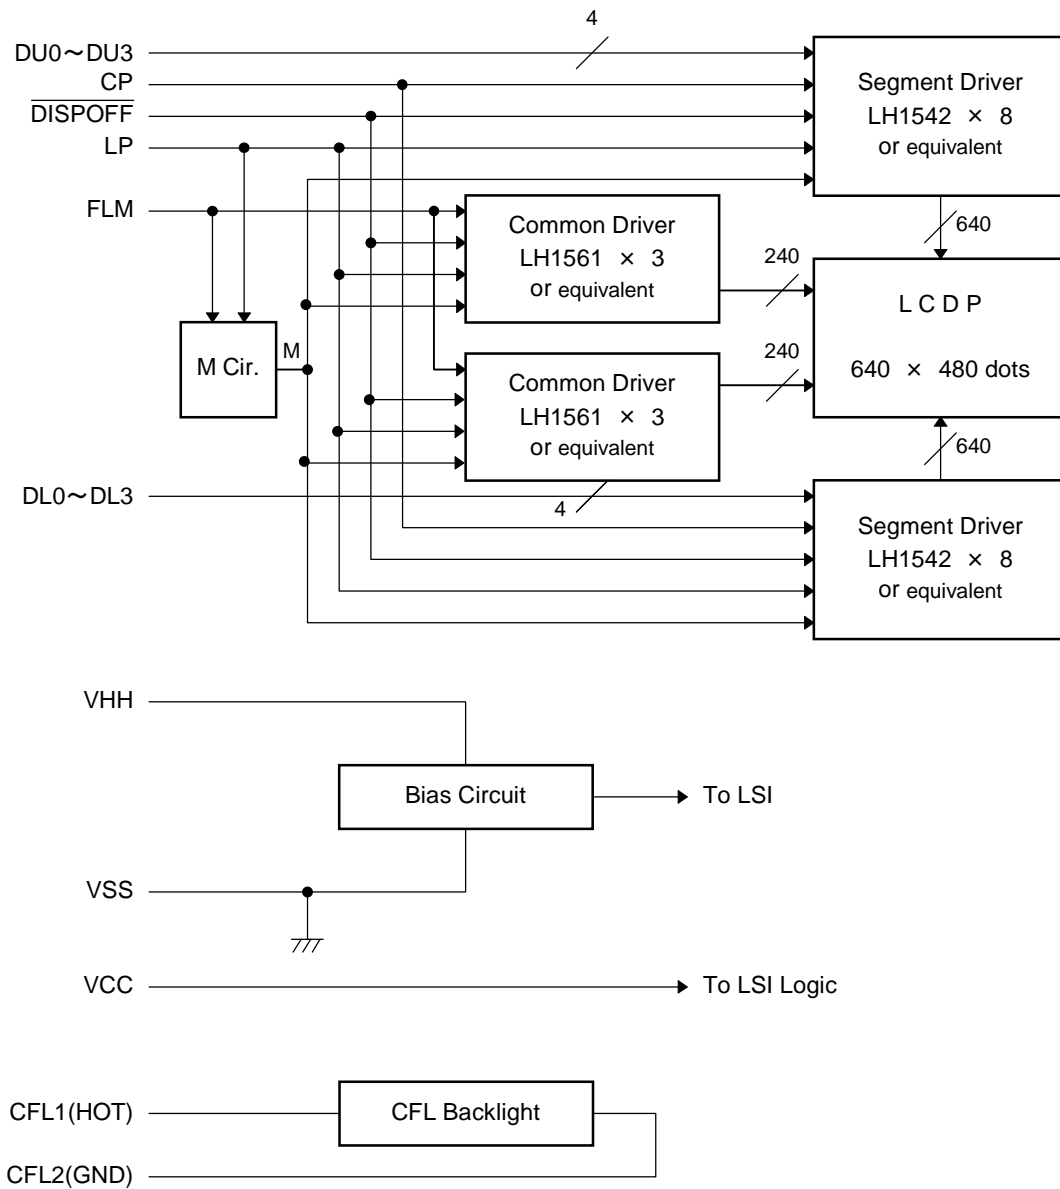 4
DU0～DU3
CP
DISPOFF
LP
FLM
Segment Driver
LH1542 × 8
or equivalent
640
Common Driver
LH1561 × 3
or equivalent
240
L C D P
640 × 480 dots
M Cir.
M
Common Driver
LH1561 × 3
or equivalent
240
640
DL0～DL3
4
Segment Driver
LH1542 × 8
or equivalent
VHH
Bias Circuit
To LSI
VSS
VCC
To LSI Logic
CFL1(HOT)
CFL Backlight
CFL2(GND)